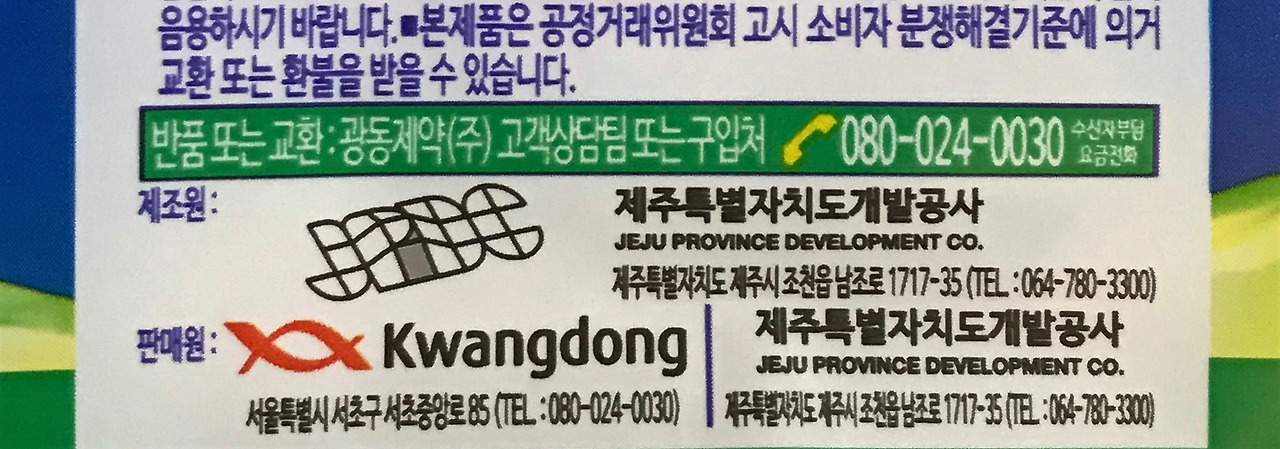 음용하시기 바랍니다.■본제품은 공정거래위원회 고시 소비자 분쟁해결기준에 의거
교환 또는 환불을 받을 수 있습니다.
반품 또는 교환 : 광동제약(주) 고객상담팀 또는 구입처 080-024-0030 수신자부담 요금전화
제조원 :
JPDC
제주특별자치도개발공사
JEJU PROVINCE DEVELOPMENT CO.
제주특별자치도 제주시 조천읍 남조로 1717-35 (TEL : 064-780-3300)
판매원 :
Kwangdong
서울특별시 서초구 서초중앙로 85 (TEL : 080-024-0030)
제주특별자치도개발공사
JEJU PROVINCE DEVELOPMENT CO.
제주특별자치도 제주시 조천읍 남조로 1717-35 (TEL : 064-780-3300)